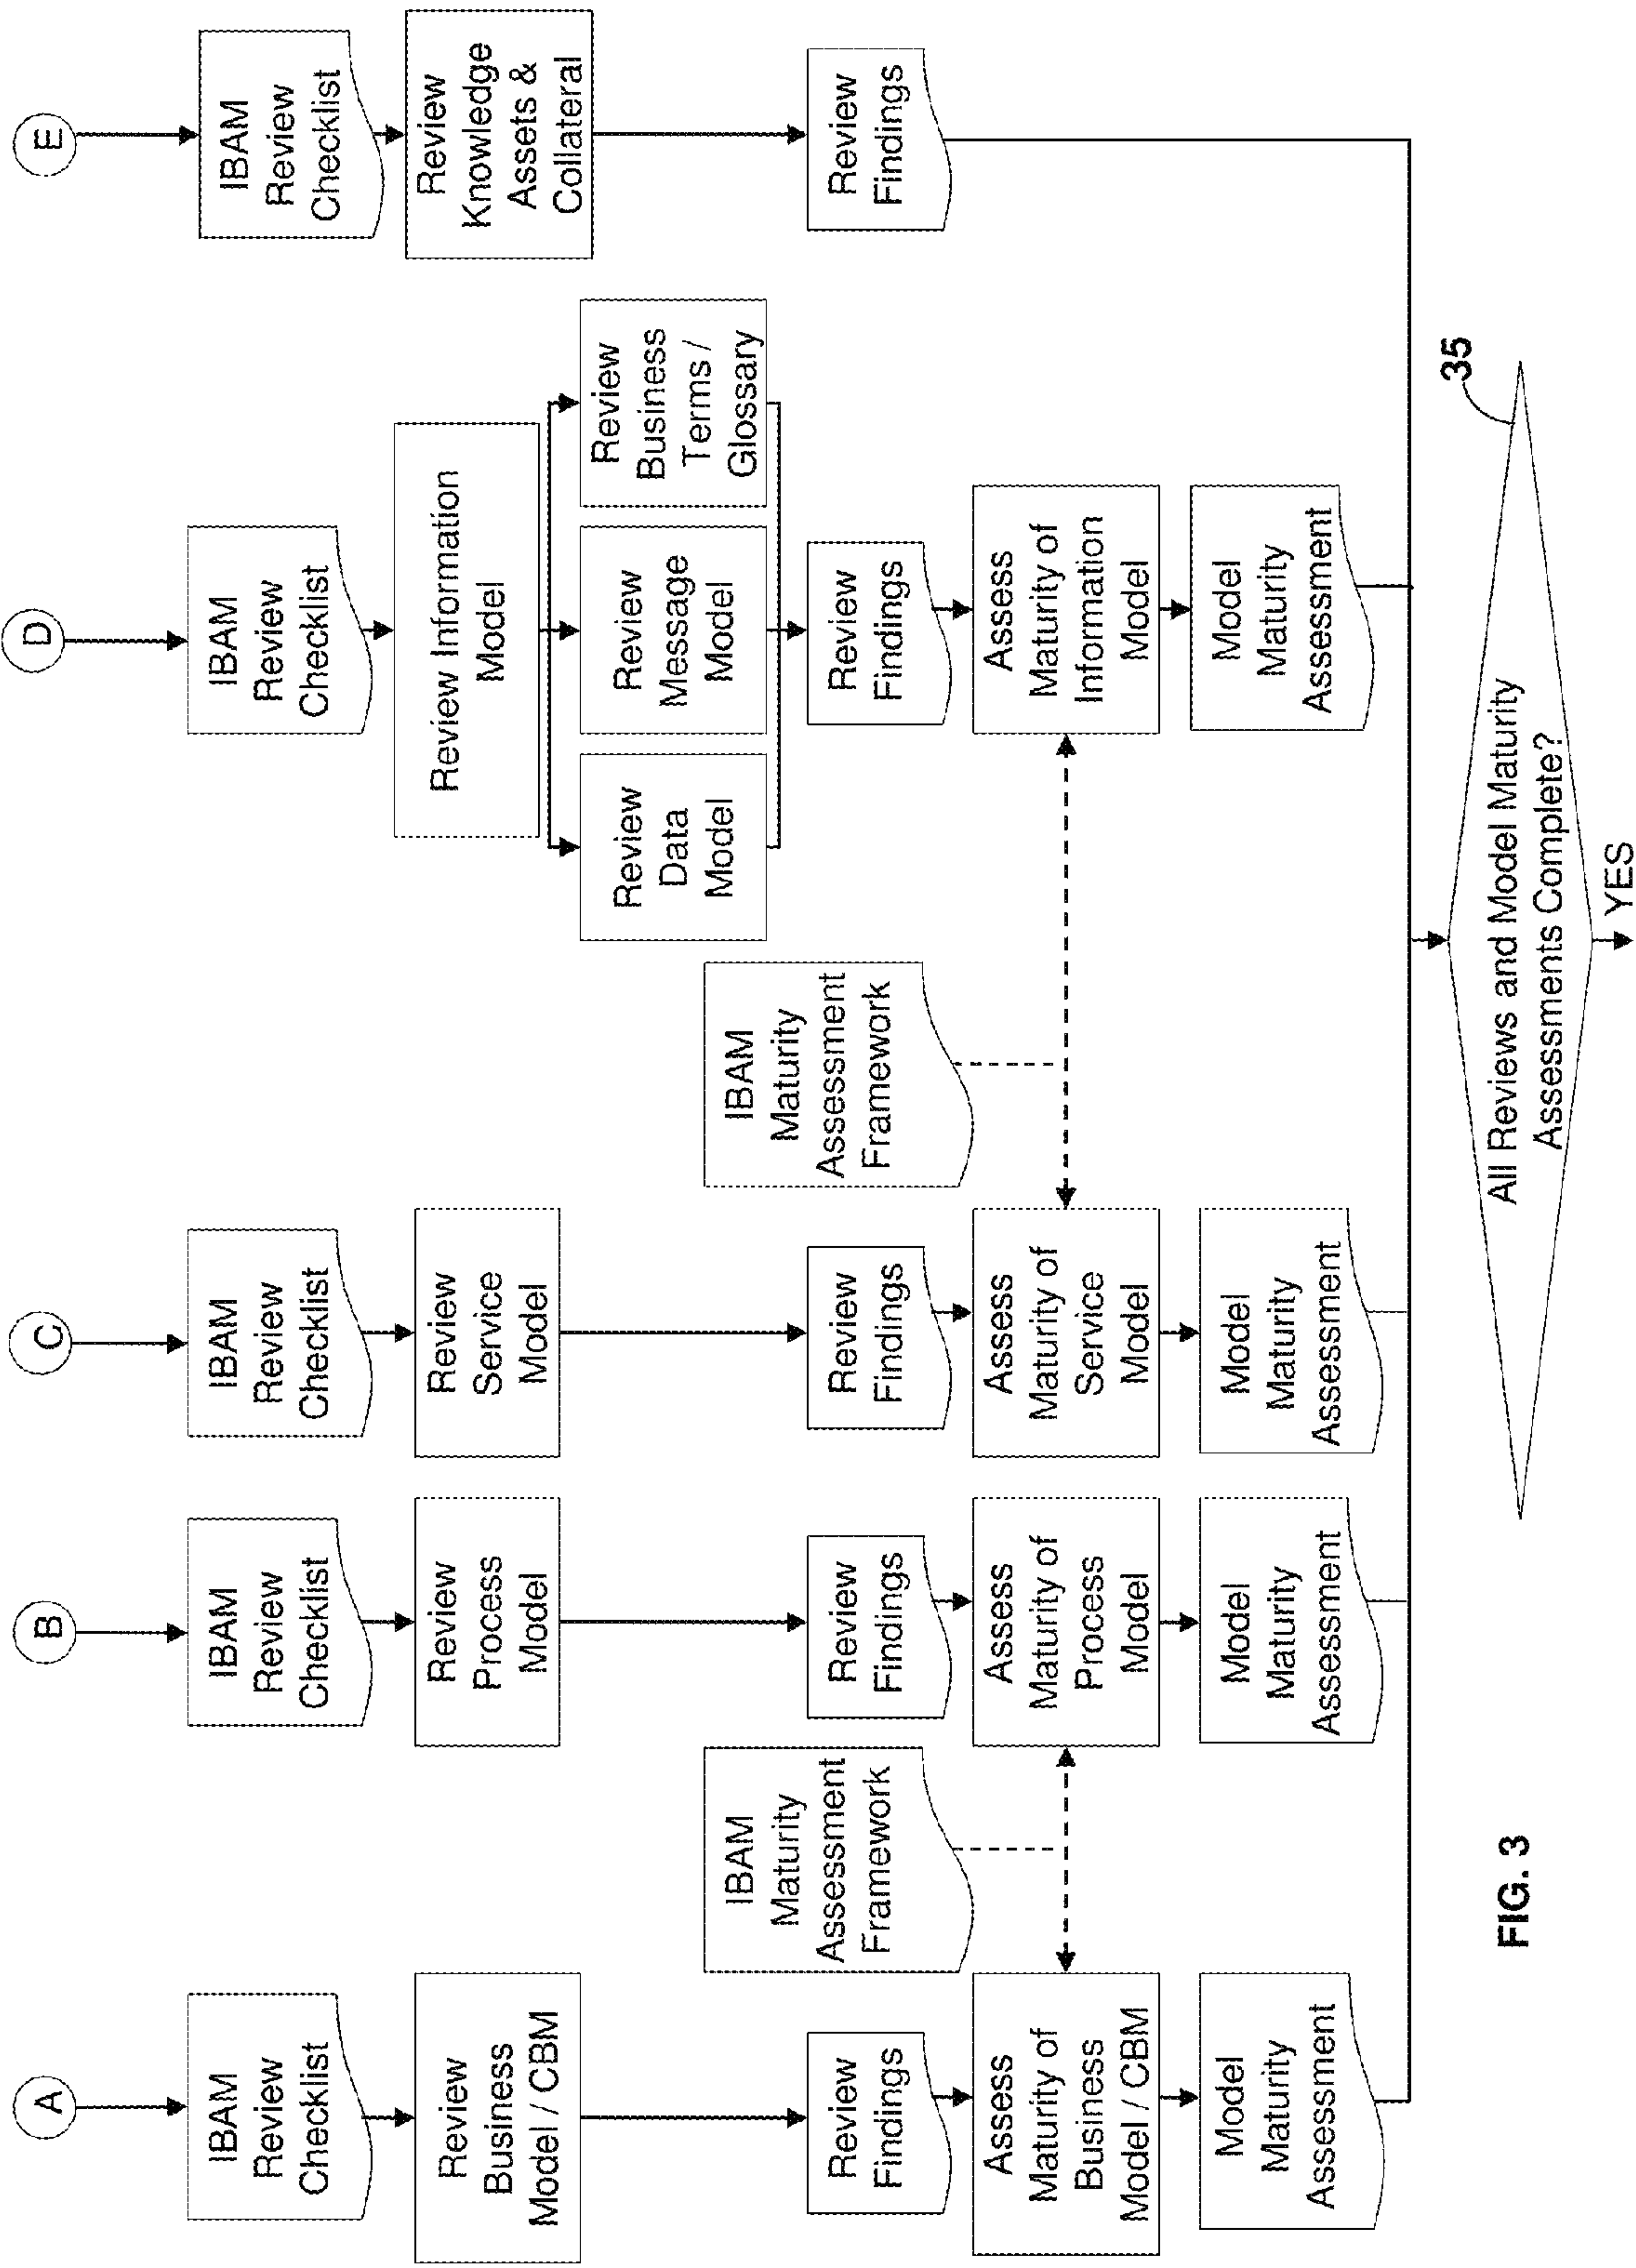 A
IBAM
Review
Checklist
Review
Business
Model / CBM
Review
Findings
Assess
Maturity of
Business
Model / CBM
Model
Maturity
Assessment
IBAM
Maturity
Assessment
Framework
B
IBAM
Review
Checklist
Review
Process
Model
Review
Findings
Assess
Maturity of
Process
Model
Model
Maturity
Assessment
C
IBAM
Review
Checklist
Review
Service
Model
Review
Findings
Assess
Maturity of
Service
Model
Model
Maturity
Assessment
IBAM
Maturity
Assessment
Framework
D
IBAM
Review
Checklist
Review Information
Model
Review
Data
Model
Review
Message
Model
Review
Business
Terms /
Glossary
Review
Findings
Assess
Maturity of
Information
Model
Model
Maturity
Assessment
E
IBAM
Review
Checklist
Review
Knowledge
Assets &
Collateral
Review
Findings
35
All Reviews and Model Maturity
Assessments Complete?
YES
FIG. 3